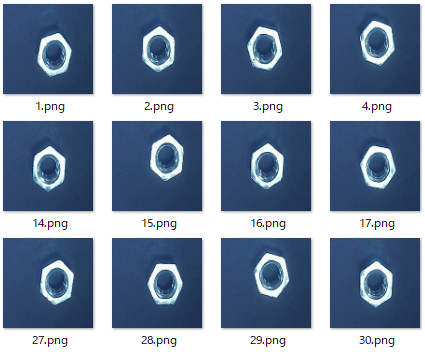 1.png 2.png 3.png 4.png
14.png 15.png 16.png 17.png
27.png 28.png 29.png 30.png